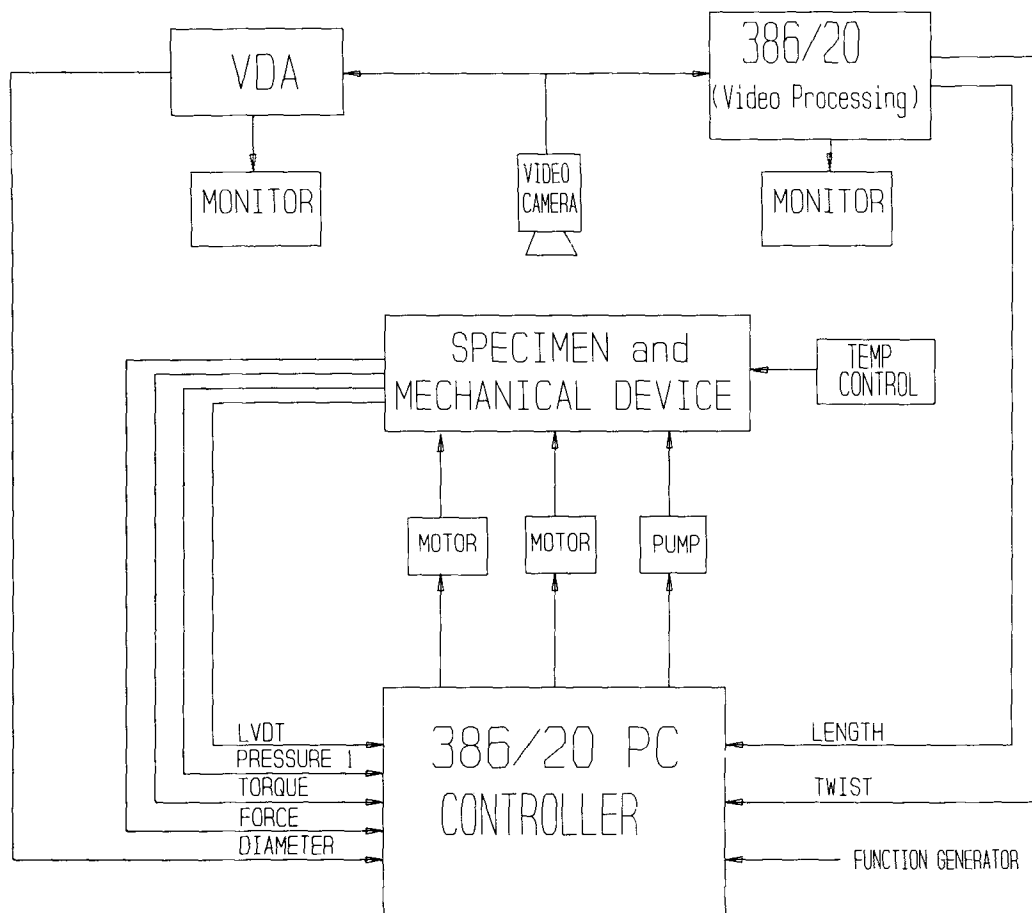 VDA
386/20
(Video Processing)
MONITOR
VIDEO
CAMERA
MONITOR
SPECIMEN and
MECHANICAL DEVICE
TEMP
CONTROL
MOTOR
MOTOR
PUMP
386/20 PC
CONTROLLER
LVDT
PRESSURE 1
TORQUE
FORCE
DIAMETER
LENGTH
TWIST
FUNCTION GENERATOR